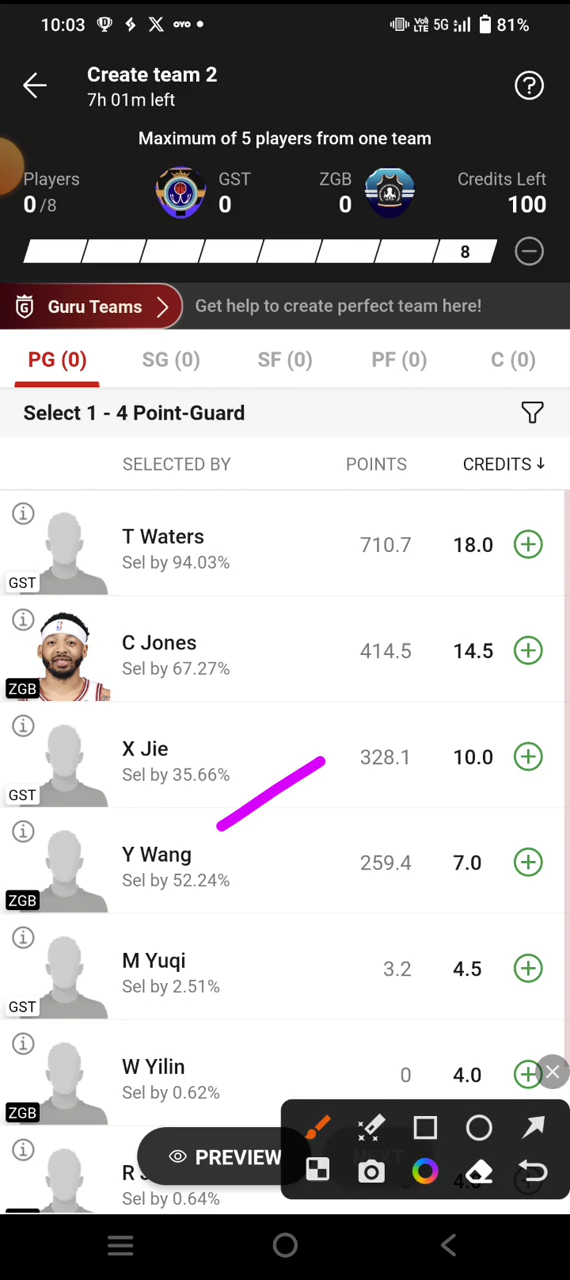 10:03 OYO Vo) LTE 5G 81%
Create team 2
7h 01m left
Maximum of 5 players from one team
Players GST ZGB Credits Left
0/8 0 0 100
8
Guru Teams Get help to create perfect team here!
PG (0) SG (0) SF (0) PF (0) C (0)
Select 1 - 4 Point-Guard
SELECTED BY POINTS CREDITS↓
T Waters 710.7 18.0
Sel by 94.03%
GST
C Jones 414.5 14.5
Sel by 67.27%
ZGB
X Jie 328.1 10.0
Sel by 35.66%
GST
Y Wang 259.4 7.0
Sel by 52.24%
ZGB
M Yuqi 3.2 4.5
Sel by 2.51%
GST
W Yilin 0 4.0
Sel by 0.62%
ZGB
PREVIEW
R
Sel by 0.64%